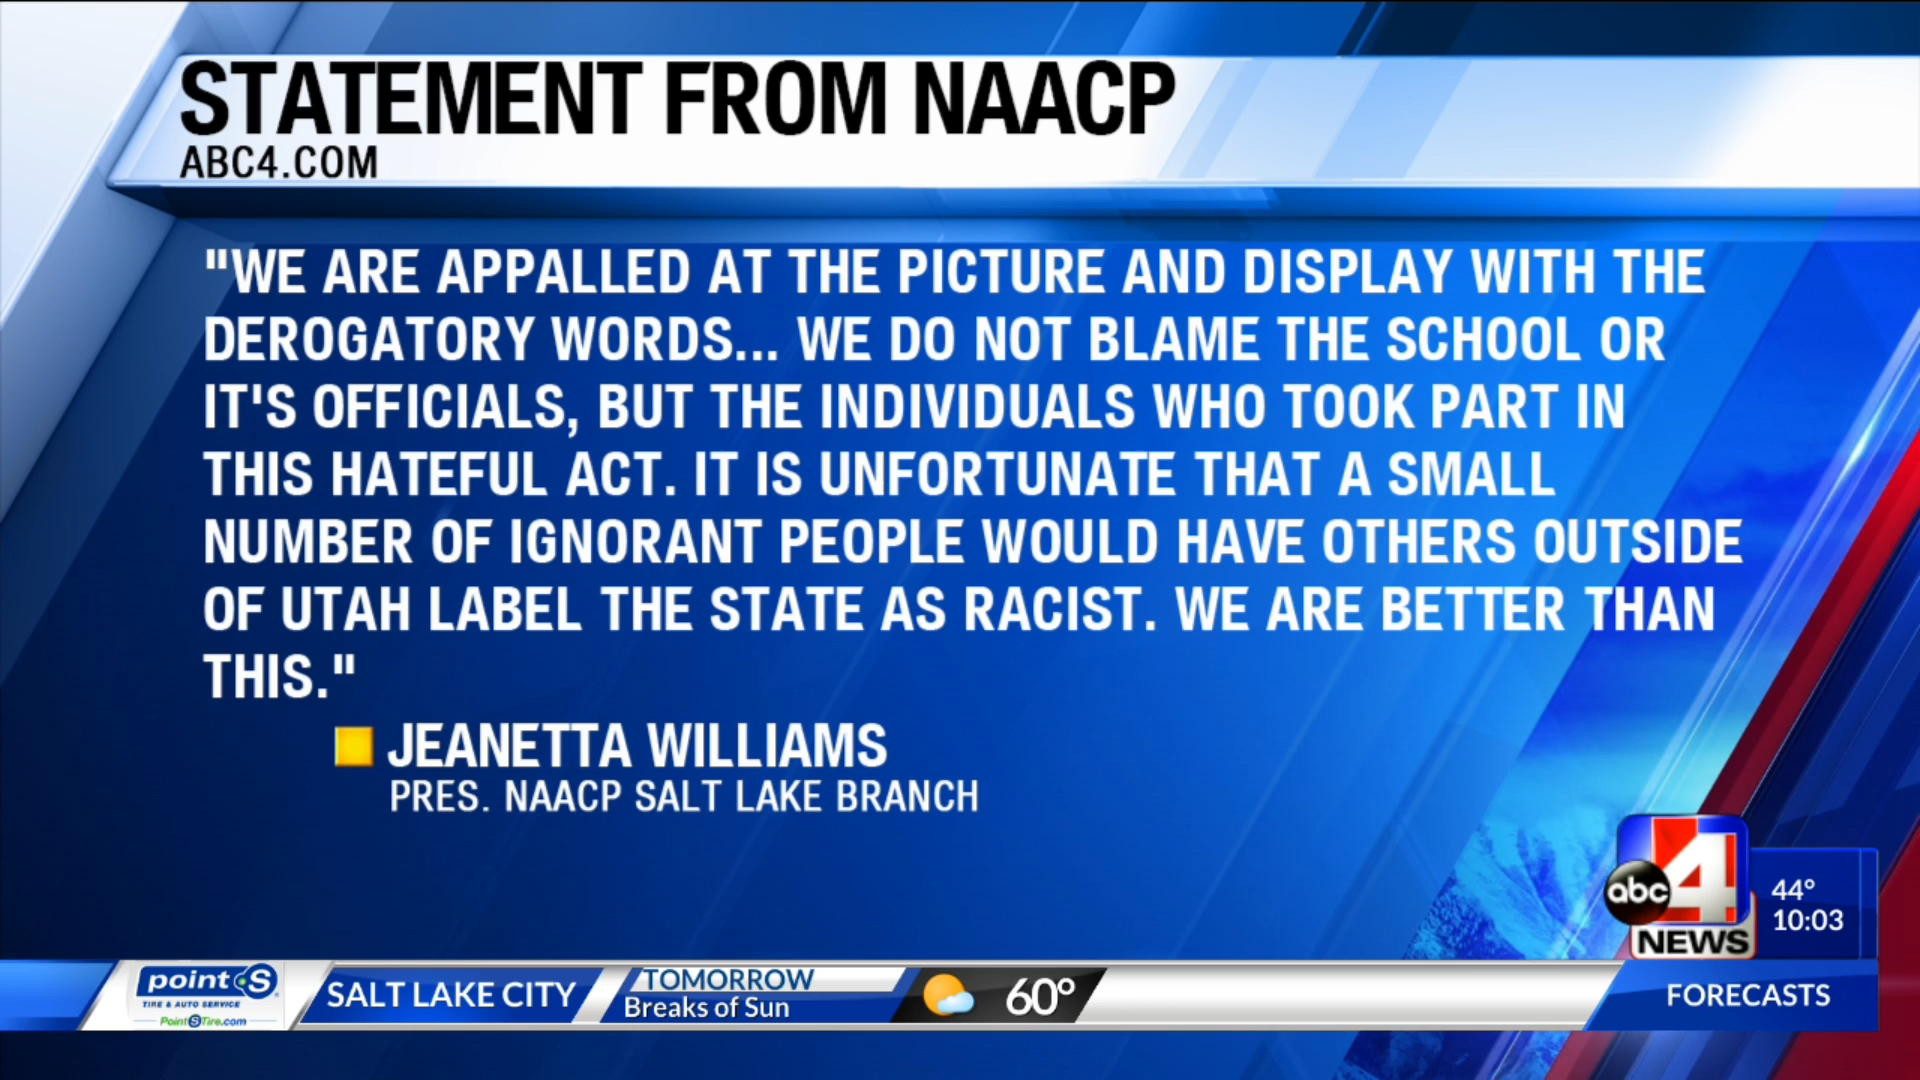 STATEMENT FROM NAACP
ABC4.COM
"WE ARE APPALLED AT THE PICTURE AND DISPLAY WITH THE
DEROGATORY WORDS... WE DO NOT BLAME THE SCHOOL OR
IT'S OFFICIALS, BUT THE INDIVIDUALS WHO TOOK PART IN
THIS HATEFUL ACT. IT IS UNFORTUNATE THAT A SMALL
NUMBER OF IGNORANT PEOPLE WOULD HAVE OTHERS OUTSIDE
OF UTAH LABEL THE STATE AS RACIST. WE ARE BETTER THAN
THIS."
JEANETTA WILLIAMS
PRES. NAACP SALT LAKE BRANCH
abc 4
NEWS
44°
10:03
point S
TIRE & AUTO SERVICE
PointSTire.com
SALT LAKE CITY
TOMORROW
Breaks of Sun
60°
FORECASTS